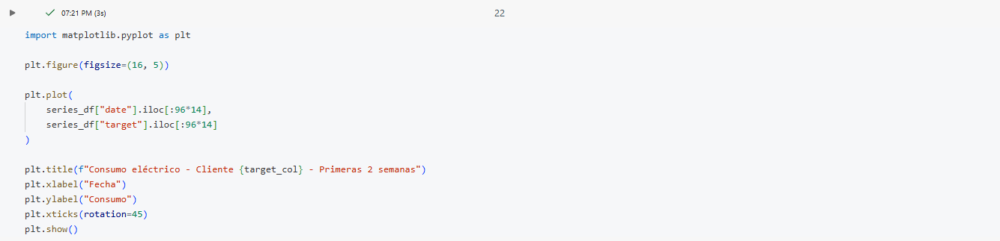 07:21 PM (3s)
22
import matplotlib.pyplot as plt
plt.figure(figsize=(16, 5))
plt.plot(
    series_df["date"].iloc[:96*14],
    series_df["target"].iloc[:96*14]
)
plt.title(f"Consumo eléctrico - Cliente {target_col} - Primeras 2 semanas")
plt.xlabel("Fecha")
plt.ylabel("Consumo")
plt.xticks(rotation=45)
plt.show()